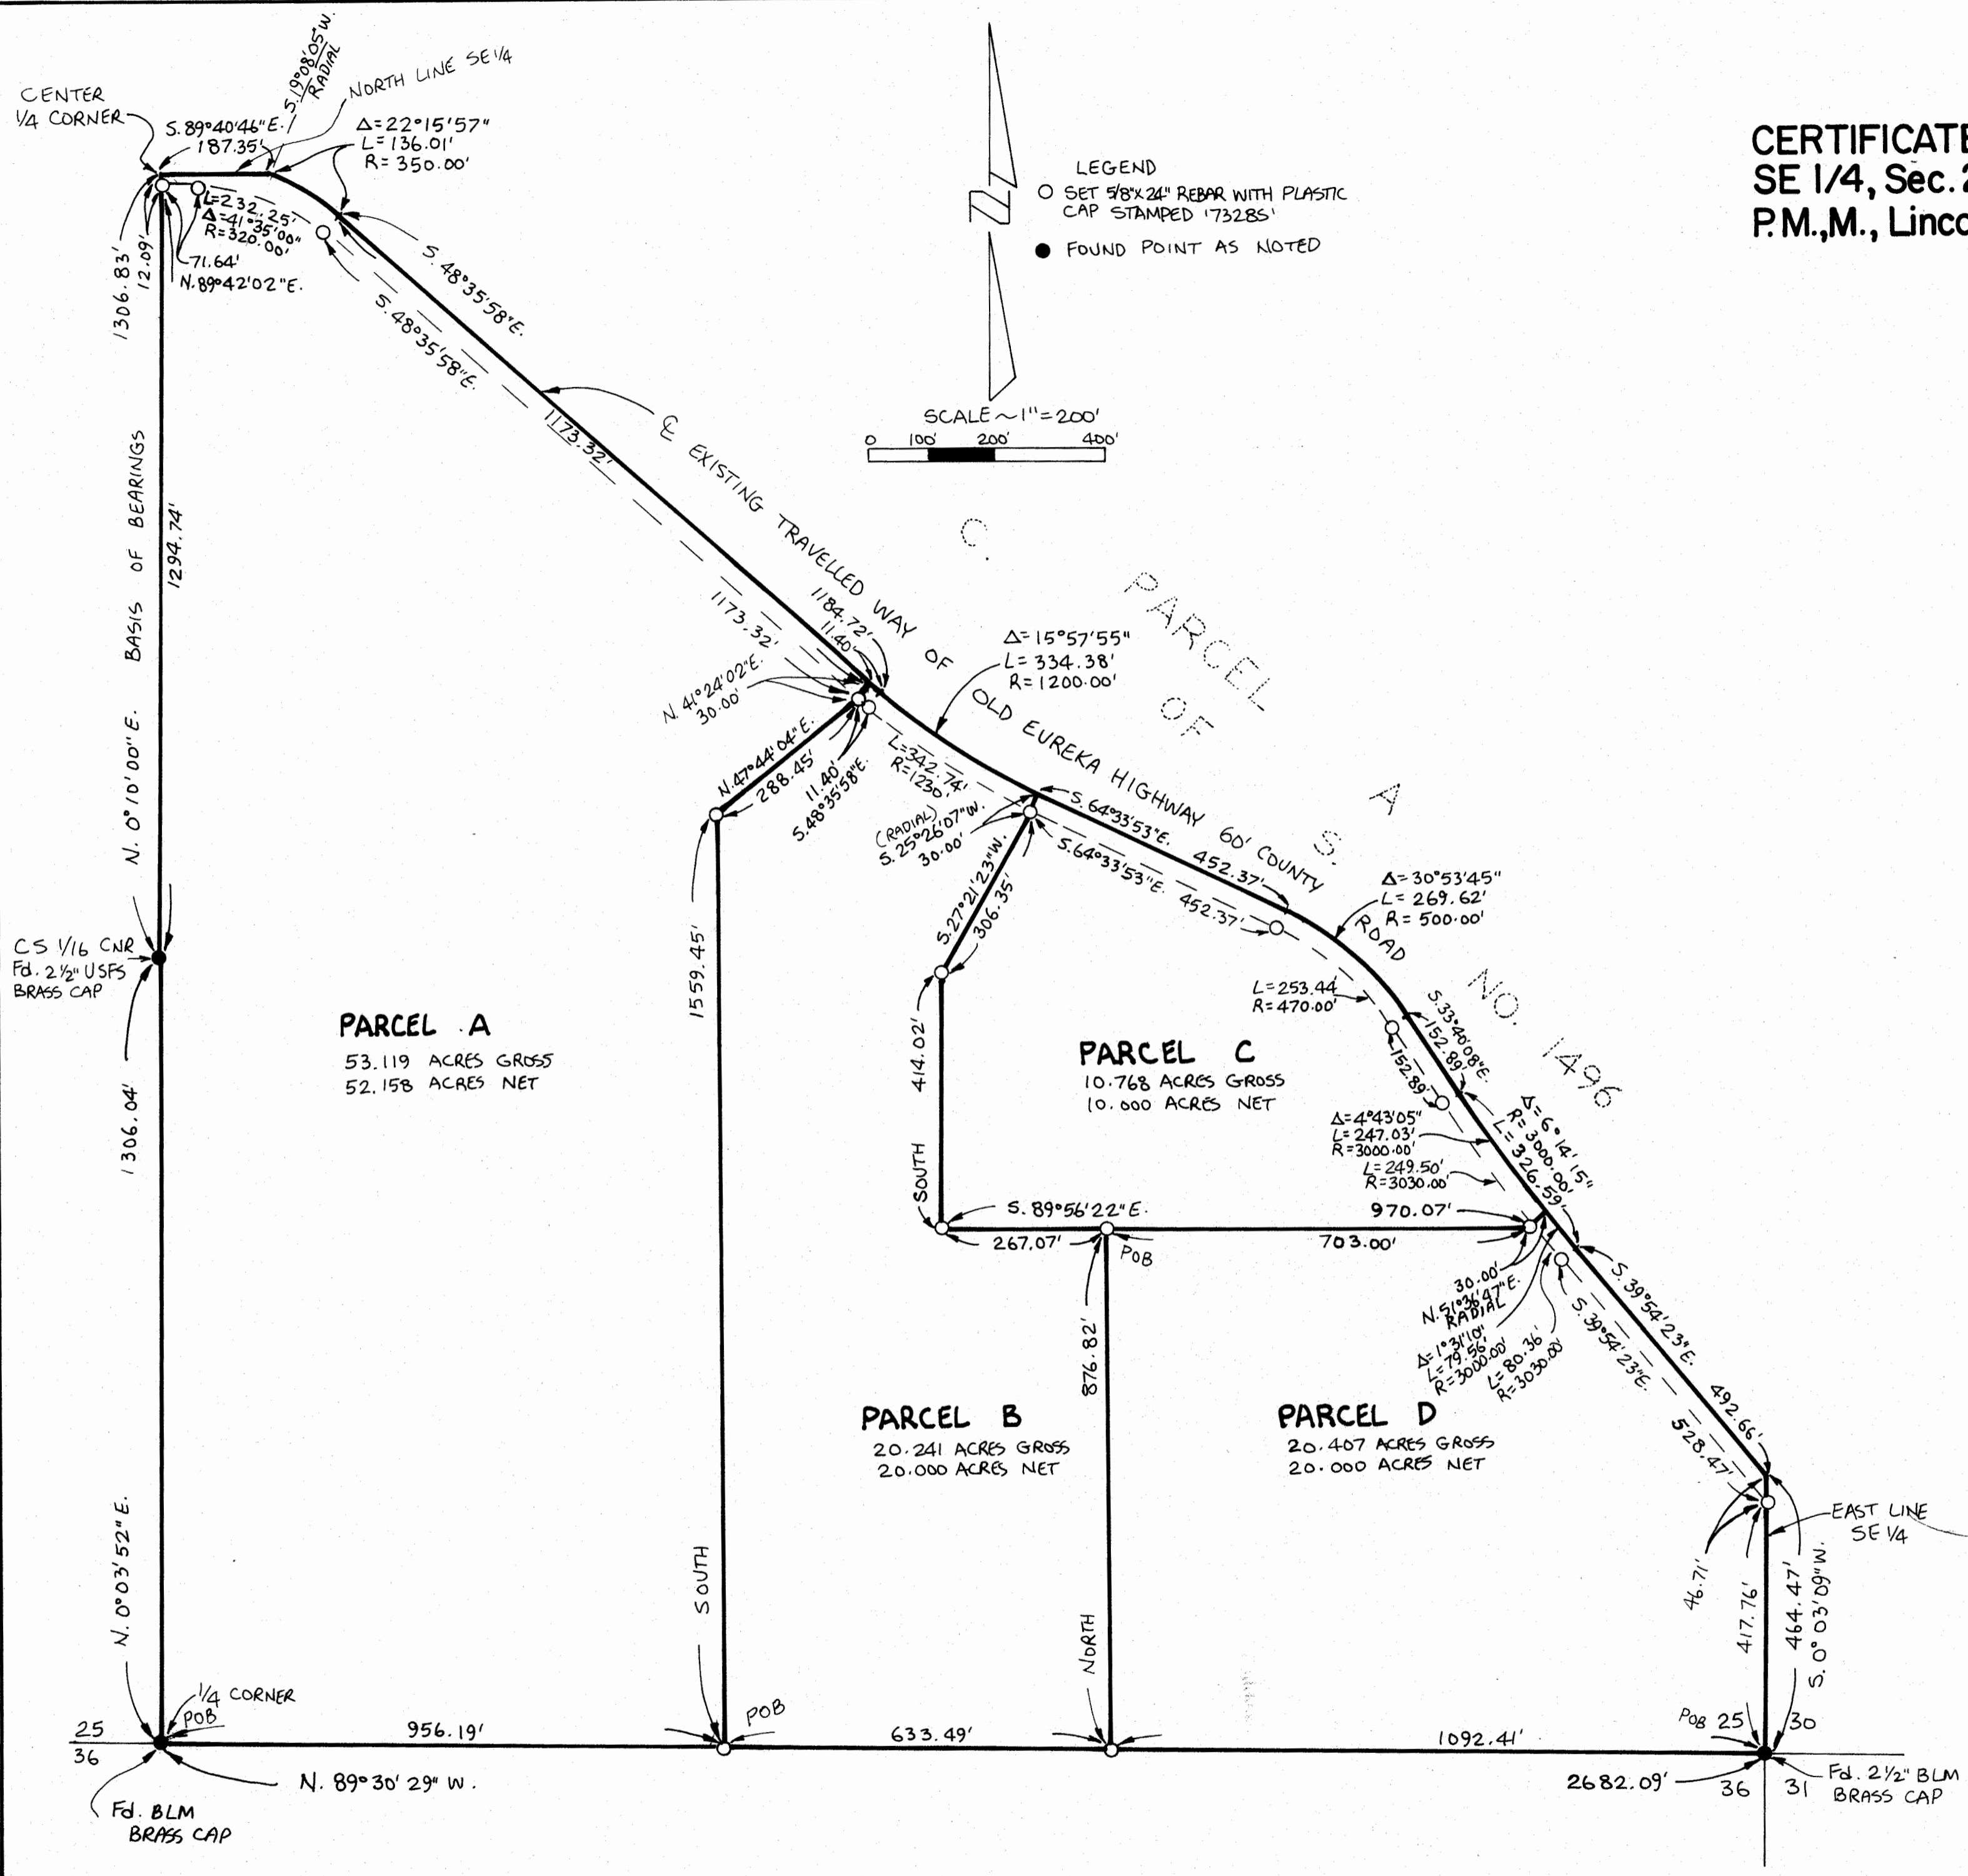 S.19°08'05"W.
RADIAL
NORTH LINE SE 1/4
CENTER
1/4 CORNER
S.89°40'46"E.
187.35'
Δ=22°15'57"
L=136.01'
R=350.00'
L=232.25'
Δ=41°35'00"
R=320.00'
71.64'
N.89°42'02"E.
1306.83'
12.09'
S.48°35'58"E.
S.48°35'58"E.
1173.32'
LEGEND
SET 5/8"X24" REBAR WITH PLASTIC
CAP STAMPED '7328S'
FOUND POINT AS NOTED
SCALE~1"=200'
0 100' 200' 400'
CERTIFICATE
SE 1/4, Sec. 2
P.M.,M., Linco
℄ EXISTING TRAVELLED WAY OF OLD EUREKA HIGHWAY 60' COUNTY ROAD
C. PARCEL OF A S. NO. 1496
N. 0°10'00"E. BASIS OF BEARINGS
1294.74'
1173.32'
1184.72'
11.40'
N. 41°24'02"E.
30.00'
Δ=15°57'55"
L=334.38'
R=1200.00'
N.47°44'04"E.
288.45'
11.40'
S.48°35'58"E.
L=342.74'
R=1230.'
(RADIAL)
S.25°26'07"W.
30.00'
S.64°33'53"E. 452.37'
S.64°33'53"E. 452.37'
S.27°21'23"W.
306.35'
Δ=30°53'45"
L=269.62'
R=500.00'
L=253.44
R=470.00'
S.33°40'08"E.
152.89'
152.89'
CS 1/16 CNR
Fd. 2 1/2" USFS
BRASS CAP
1306.04'
1559.45'
414.02'
SOUTH
PARCEL A
53.119 ACRES GROSS
52.158 ACRES NET
PARCEL C
10.768 ACRES GROSS
10.000 ACRES NET
Δ=4°43'05"
L=247.03'
R=3000.00'
L=249.50'
R=3030.00'
Δ=6°14'15"
R=3000.00'
L=326.59'
S. 89°56'22"E.
970.07'
267.07'
POB
703.00'
30.00'
N.51°36'47"E.
RADIAL
Δ=1°31'10"
L=79.56'
R=3000.00'
L=80.36'
R=3030.00'
S.39°54'23"E.
492.66'
S.39°54'23"E.
528.47'
876.82'
NORTH
PARCEL B
20.241 ACRES GROSS
20.000 ACRES NET
PARCEL D
20.407 ACRES GROSS
20.000 ACRES NET
EAST LINE
SE 1/4
46.71'
417.76'
464.47'
S.0°03'09"W.
N.0°03'52"E.
SOUTH
1/4 CORNER
POB
25
36
956.19'
POB
633.49'
1092.41'
POB 25 30
2682.09'
36 31
Fd. 2 1/2" BLM
BRASS CAP
N. 89°30'29" W.
Fd. BLM
BRASS CAP